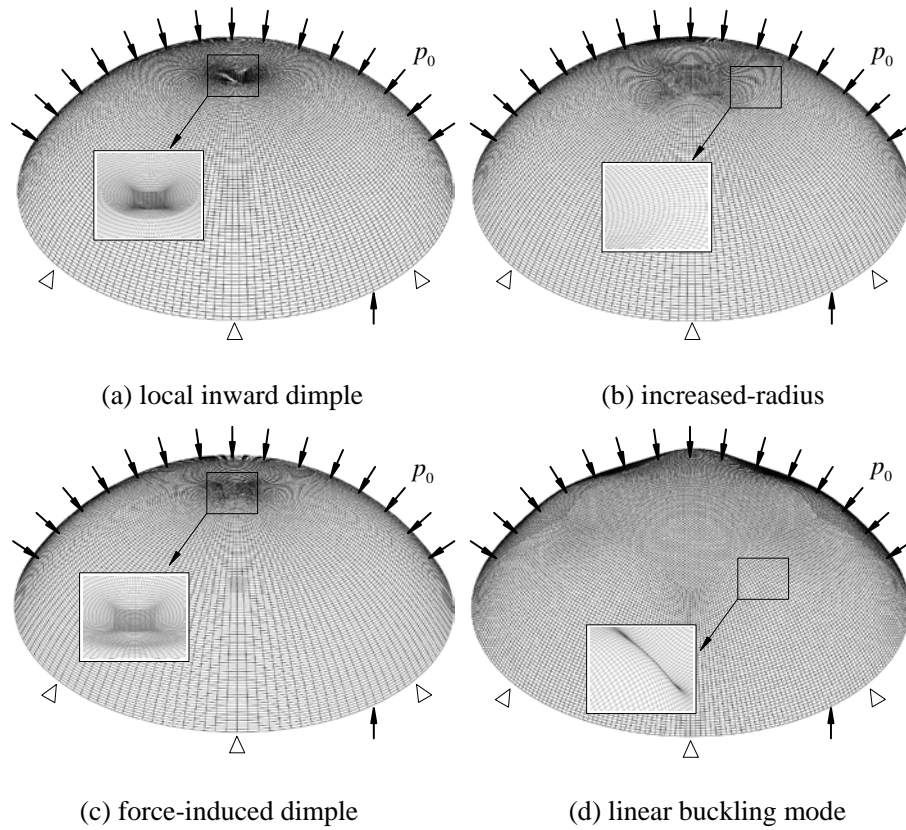 p0
p0
(a) local inward dimple
(b) increased-radius
p0
p0
(c) force-induced dimple
(d) linear buckling mode